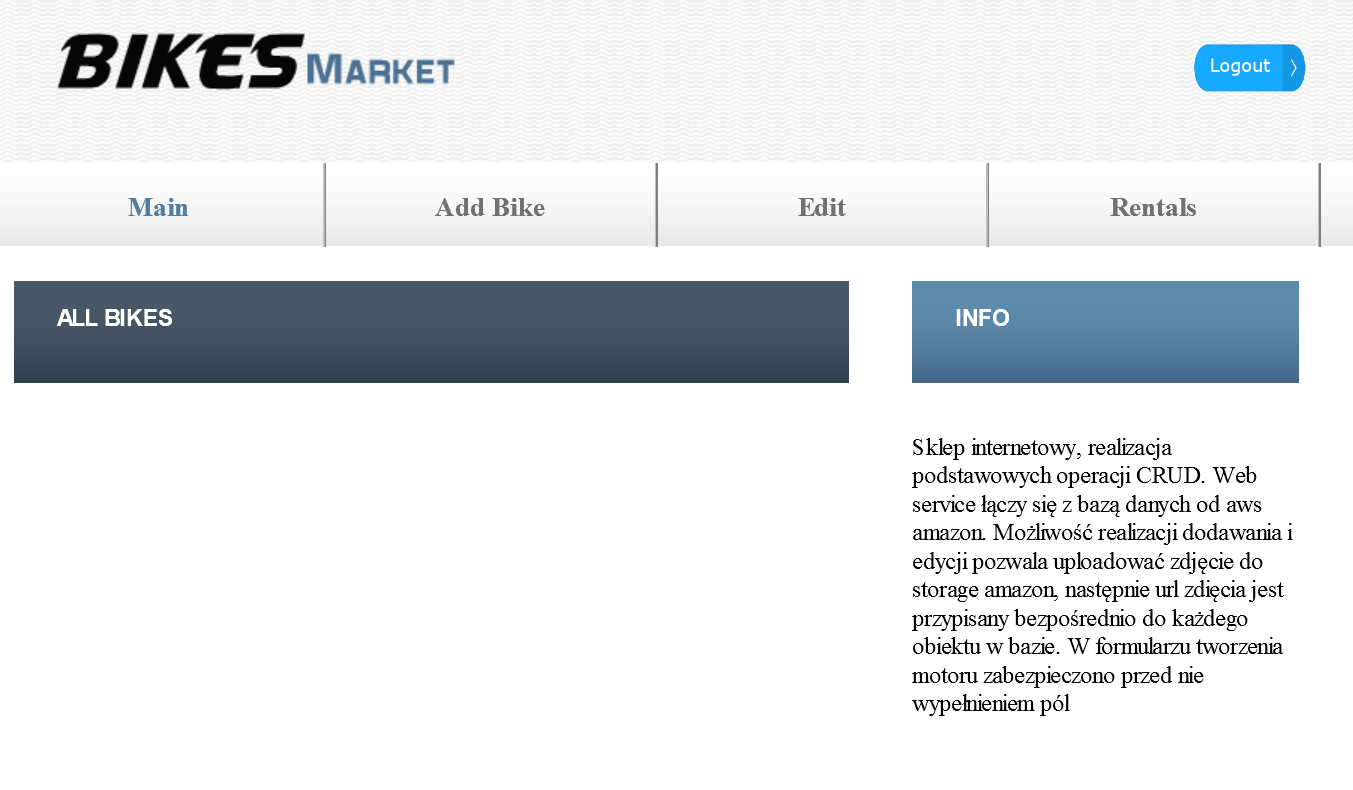 BIKES MARKET
Logout
Main
Add Bike
Edit
Rentals
ALL BIKES
INFO
Sklep internetowy, realizacja
podstawowych operacji CRUD. Web
service łączy się z bazą danych od aws
amazon. Możliwość realizacji dodawania i
edycji pozwala uploadować zdjęcie do
storage amazon, następnie url zdięcia jest
przypisany bezpośrednio do każdego
obiektu w bazie. W formularzu tworzenia
motoru zabezpieczono przed nie
wypełnieniem pól